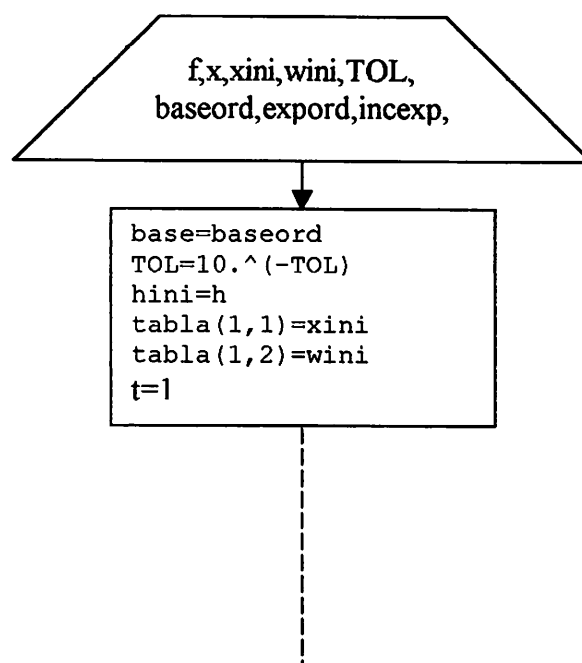 f,x,xini,wini,TOL,
baseord,expord,incexp,
base=baseord
TOL=10.^(-TOL)
hini=h
tabla(1,1)=xini
tabla(1,2)=wini
t=1